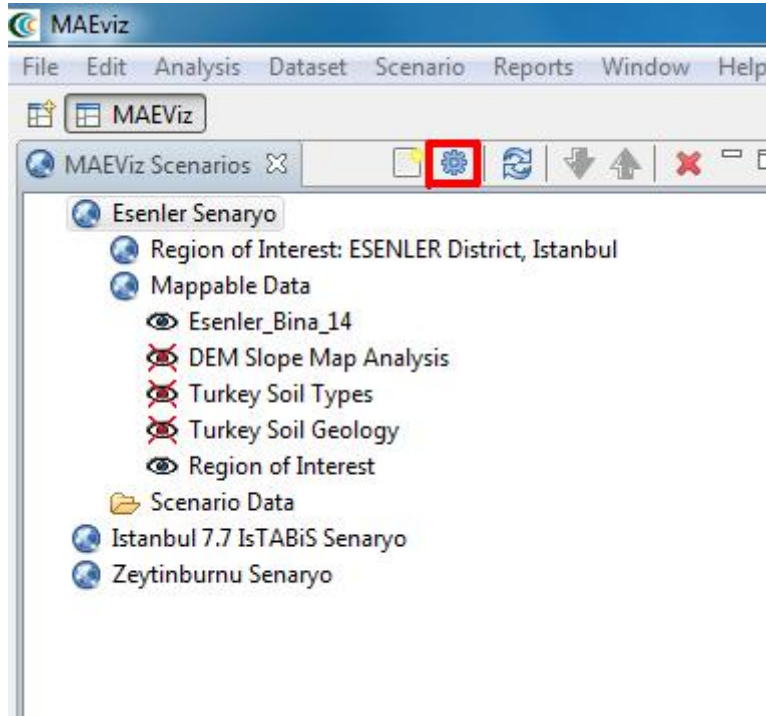 MAEviz
File Edit Analysis Dataset Scenario Reports Window Help
MAEViz
MAEViz Scenarios
Esenler Senaryo
Region of Interest: ESENLER District, Istanbul
Mappable Data
Esenler_Bina_14
DEM Slope Map Analysis
Turkey Soil Types
Turkey Soil Geology
Region of Interest
Scenario Data
Istanbul 7.7 IsTABiS Senaryo
Zeytinburnu Senaryo